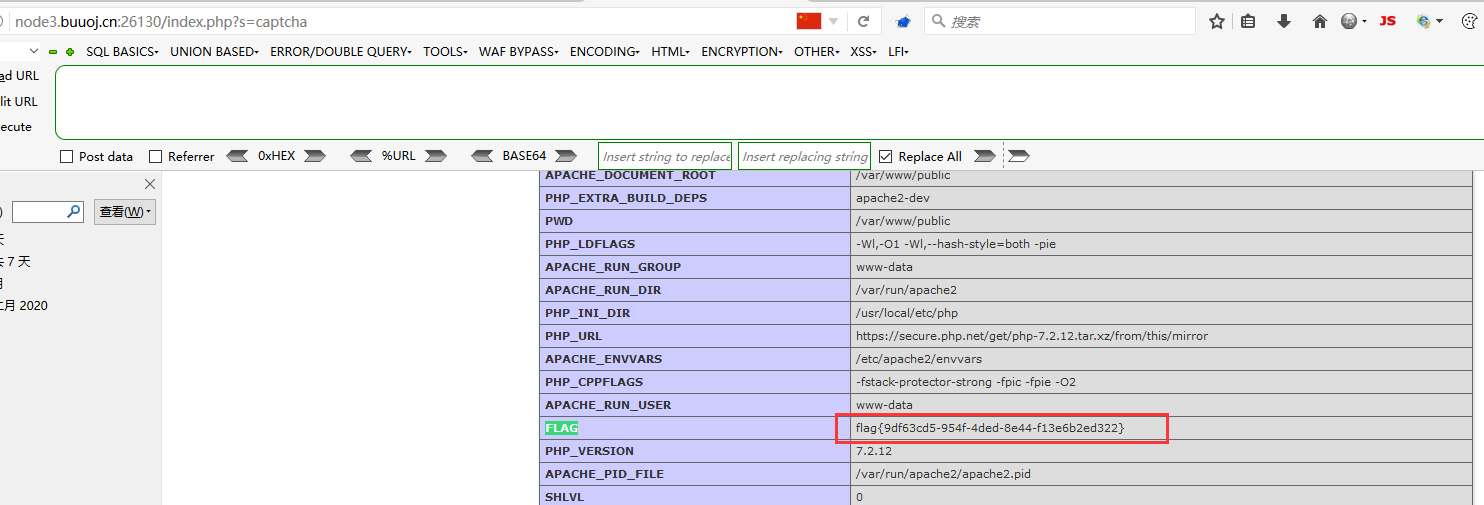 node3.buuoj.cn:26130/index.php?s=captcha
搜索
JS
SQL BASICS UNION BASED ERROR/DOUBLE QUERY TOOLS WAF BYPASS ENCODING HTML ENCRYPTION OTHER XSS LFI
ad URL
lit URL
ecute
Post data Referrer 0xHEX %URL BASE64 Insert string to replace Insert replacing string Replace All
查看(W)
天
7 天
月
月 2020
APACHE_DOCUMENT_ROOT /var/www/public
PHP_EXTRA_BUILD_DEPS apache2-dev
PWD /var/www/public
PHP_LDFLAGS -Wl,-O1 -Wl,--hash-style=both -pie
APACHE_RUN_GROUP www-data
APACHE_RUN_DIR /var/run/apache2
PHP_INI_DIR /usr/local/etc/php
PHP_URL https://secure.php.net/get/php-7.2.12.tar.xz/from/this/mirror
APACHE_ENVVARS /etc/apache2/envvars
PHP_CPPFLAGS -fstack-protector-strong -fpic -fpie -O2
APACHE_RUN_USER www-data
FLAG flag{9df63cd5-954f-4ded-8e44-f13e6b2ed322}
PHP_VERSION 7.2.12
APACHE_PID_FILE /var/run/apache2/apache2.pid
SHLVL 0